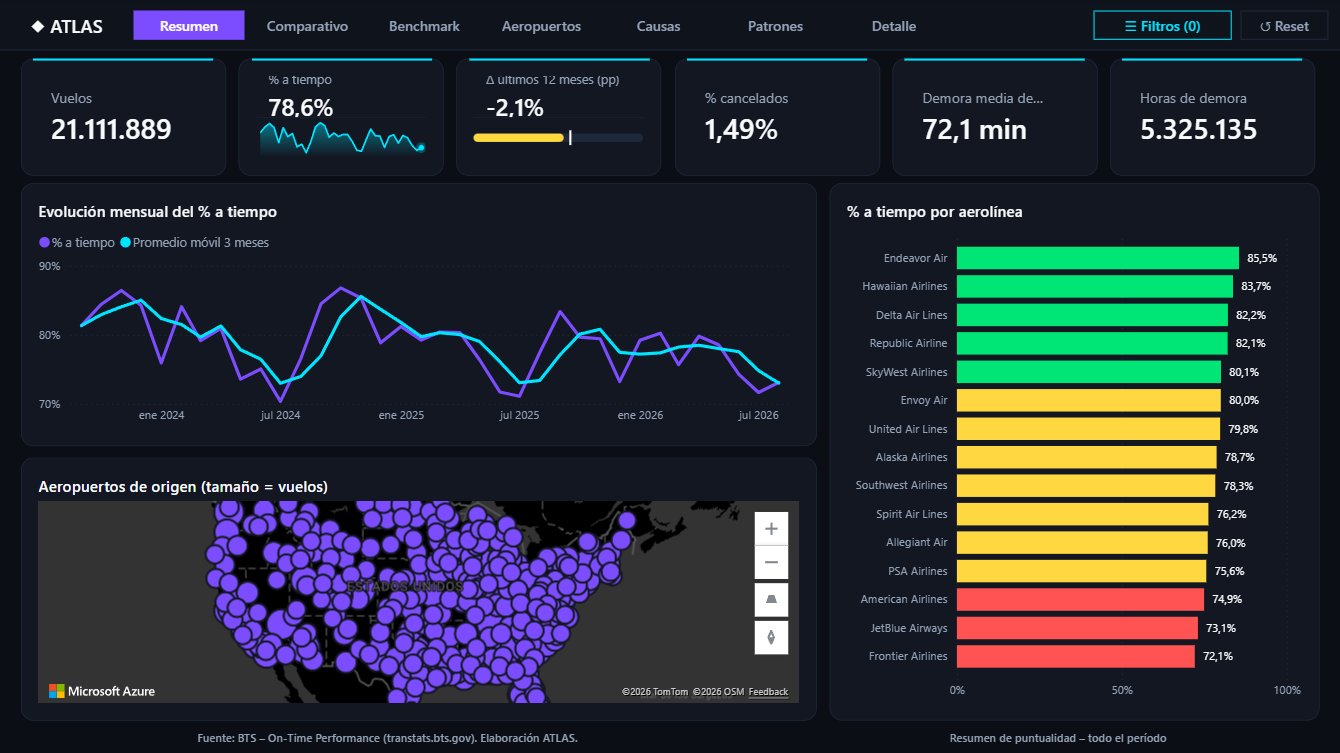 ◆ ATLAS
Resumen
Comparativo
Benchmark
Aeropuertos
Causas
Patrones
Detalle
☰ Filtros (0)
↺ Reset
Vuelos
21.111.889
% a tiempo
78,6%
Δ últimos 12 meses (pp)
-2,1%
% cancelados
1,49%
Demora media de...
72,1 min
Horas de demora
5.325.135
Evolución mensual del % a tiempo
% a tiempo
Promedio móvil 3 meses
90%
80%
70%
ene 2024
jul 2024
ene 2025
jul 2025
ene 2026
jul 2026
Aeropuertos de origen (tamaño = vuelos)
ESTADOS UNIDOS
Microsoft Azure
©2026 TomTom ©2026 OSM Feedback
% a tiempo por aerolínea
Endeavor Air 85,5%
Hawaiian Airlines 83,7%
Delta Air Lines 82,2%
Republic Airline 82,1%
SkyWest Airlines 80,1%
Envoy Air 80,0%
United Air Lines 79,8%
Alaska Airlines 78,7%
Southwest Airlines 78,3%
Spirit Air Lines 76,2%
Allegiant Air 76,0%
PSA Airlines 75,6%
American Airlines 74,9%
JetBlue Airways 73,1%
Frontier Airlines 72,1%
0%
50%
100%
Fuente: BTS – On-Time Performance (transtats.bts.gov). Elaboración ATLAS.
Resumen de puntualidad – todo el período